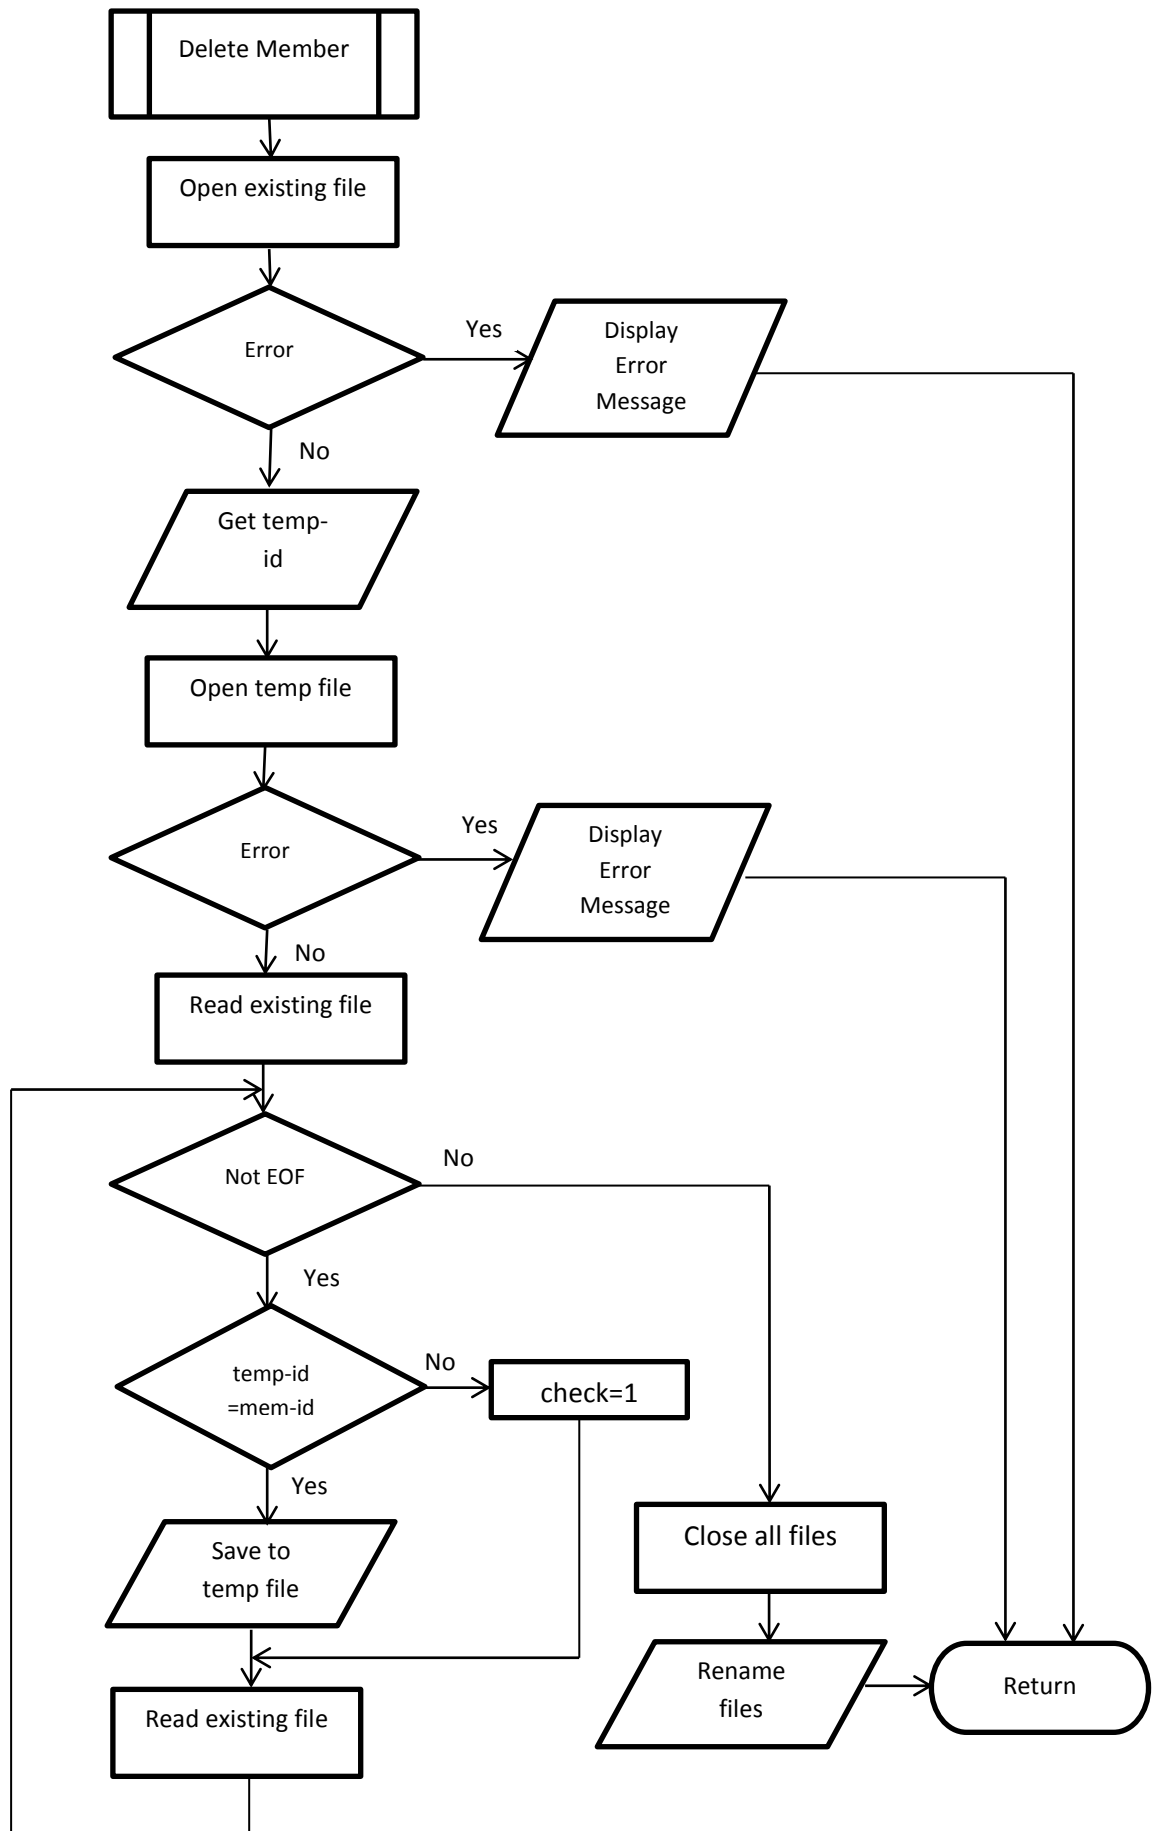 Delete Member
Open existing file
Error
Yes
Display
Error
Message
No
Get temp-
id
Open temp file
Error
Yes
Display
Error
Message
No
Read existing file
Not EOF
No
Yes
temp-id
=mem-id
No
check=1
Yes
Save to
temp file
Close all files
Read existing file
Rename
files
Return